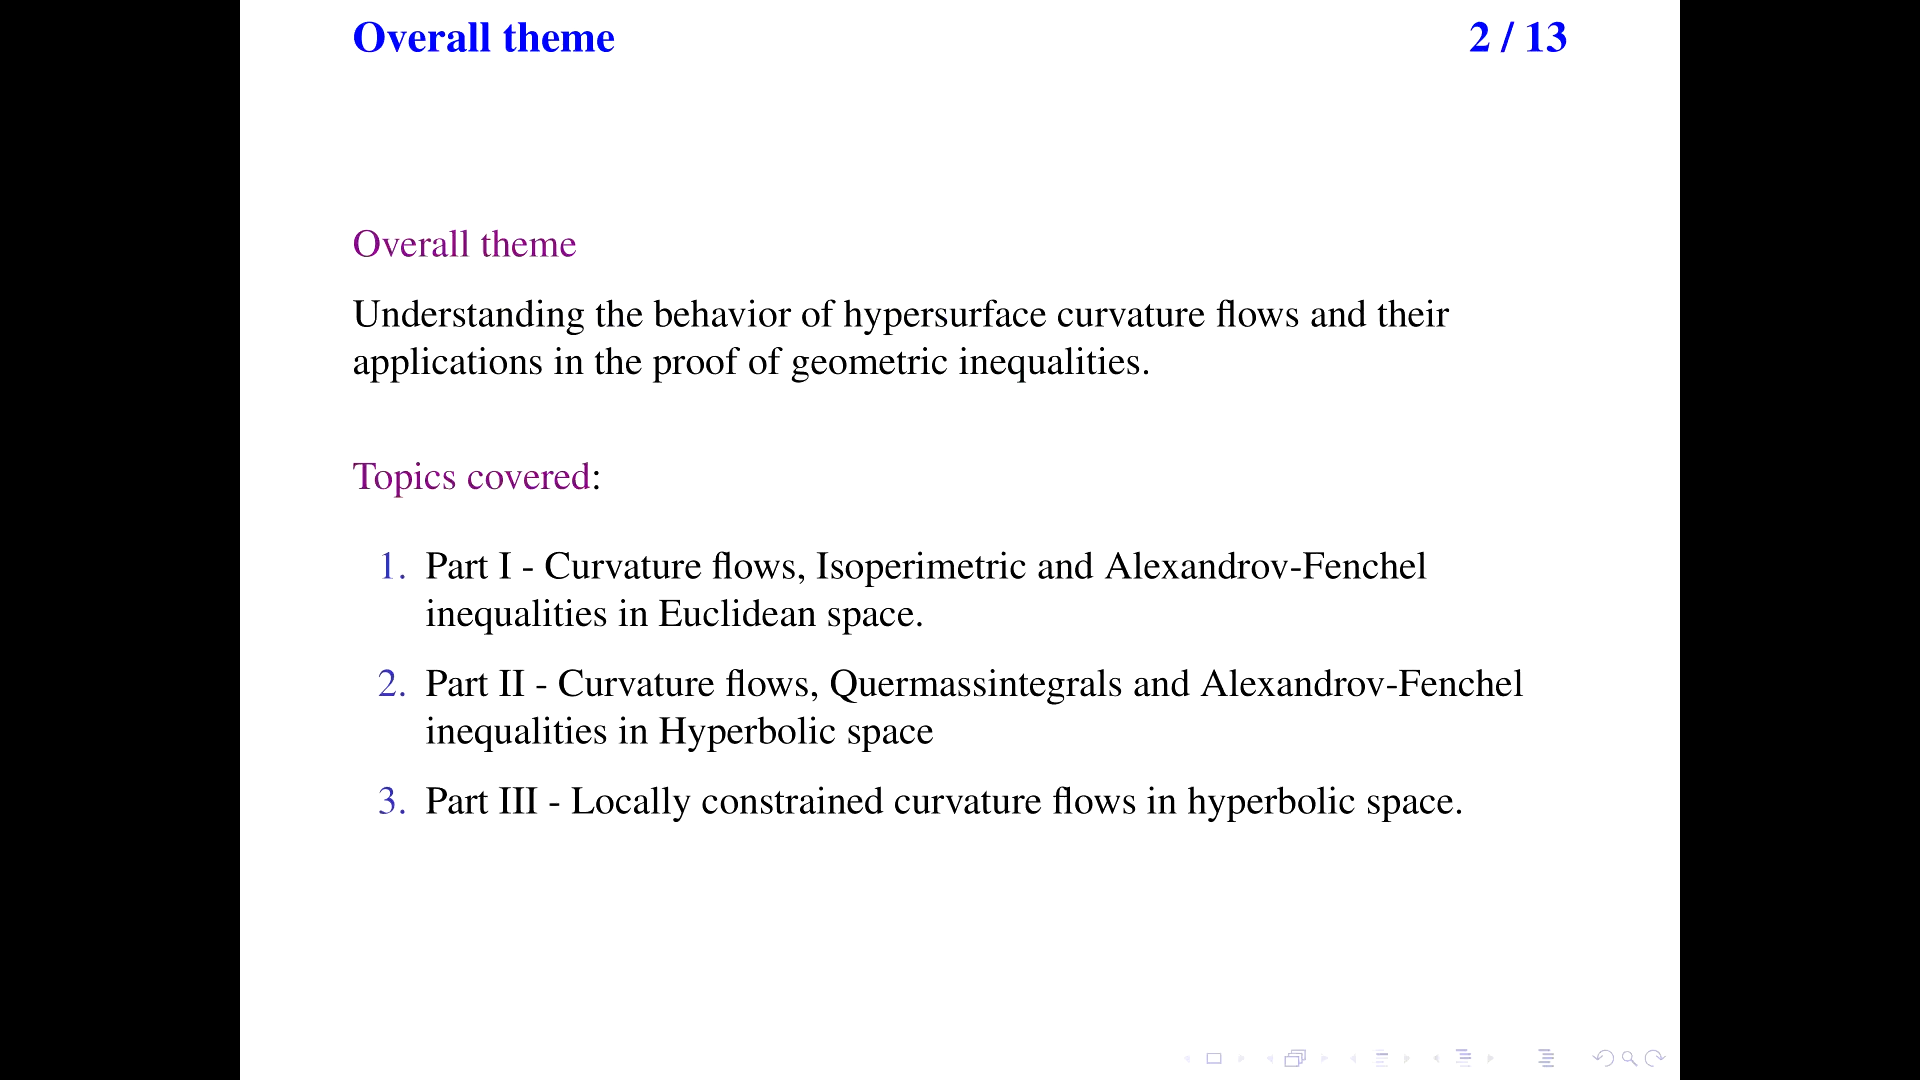 Overall theme 2 / 13
Overall theme
Understanding the behavior of hypersurface curvature flows and their
applications in the proof of geometric inequalities.
Topics covered:
1. Part I - Curvature flows, Isoperimetric and Alexandrov-Fenchel
inequalities in Euclidean space.
2. Part II - Curvature flows, Quermassintegrals and Alexandrov-Fenchel
inequalities in Hyperbolic space
3. Part III - Locally constrained curvature flows in hyperbolic space.